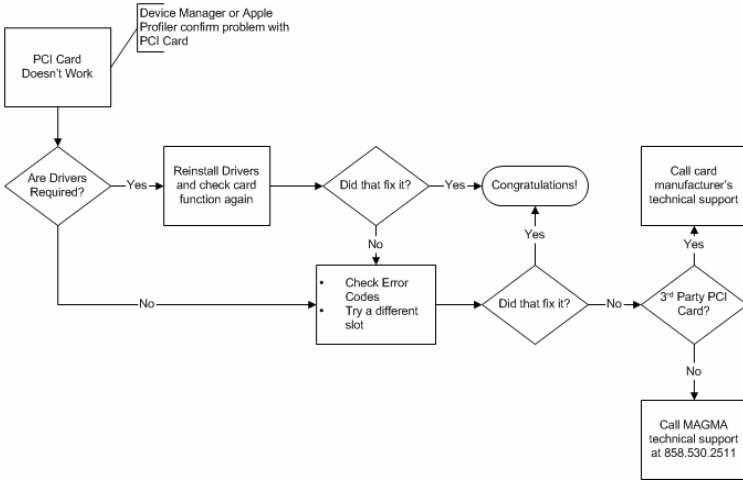 Device Manager or Apple
Profiler confirm problem with
PCI Card
PCI Card
Doesn't Work
Are Drivers
Required?
Yes
Reinstall Drivers
and check card
function again
Did that fix it?
Yes
Congratulations!
Call card
manufacturer's
technical support
No
Yes
Yes
No
• Check Error
Codes
• Try a different
slot
Did that fix it?
No
3rd Party PCI
Card?
No
Call MAGMA
technical support
at 858.530.2511